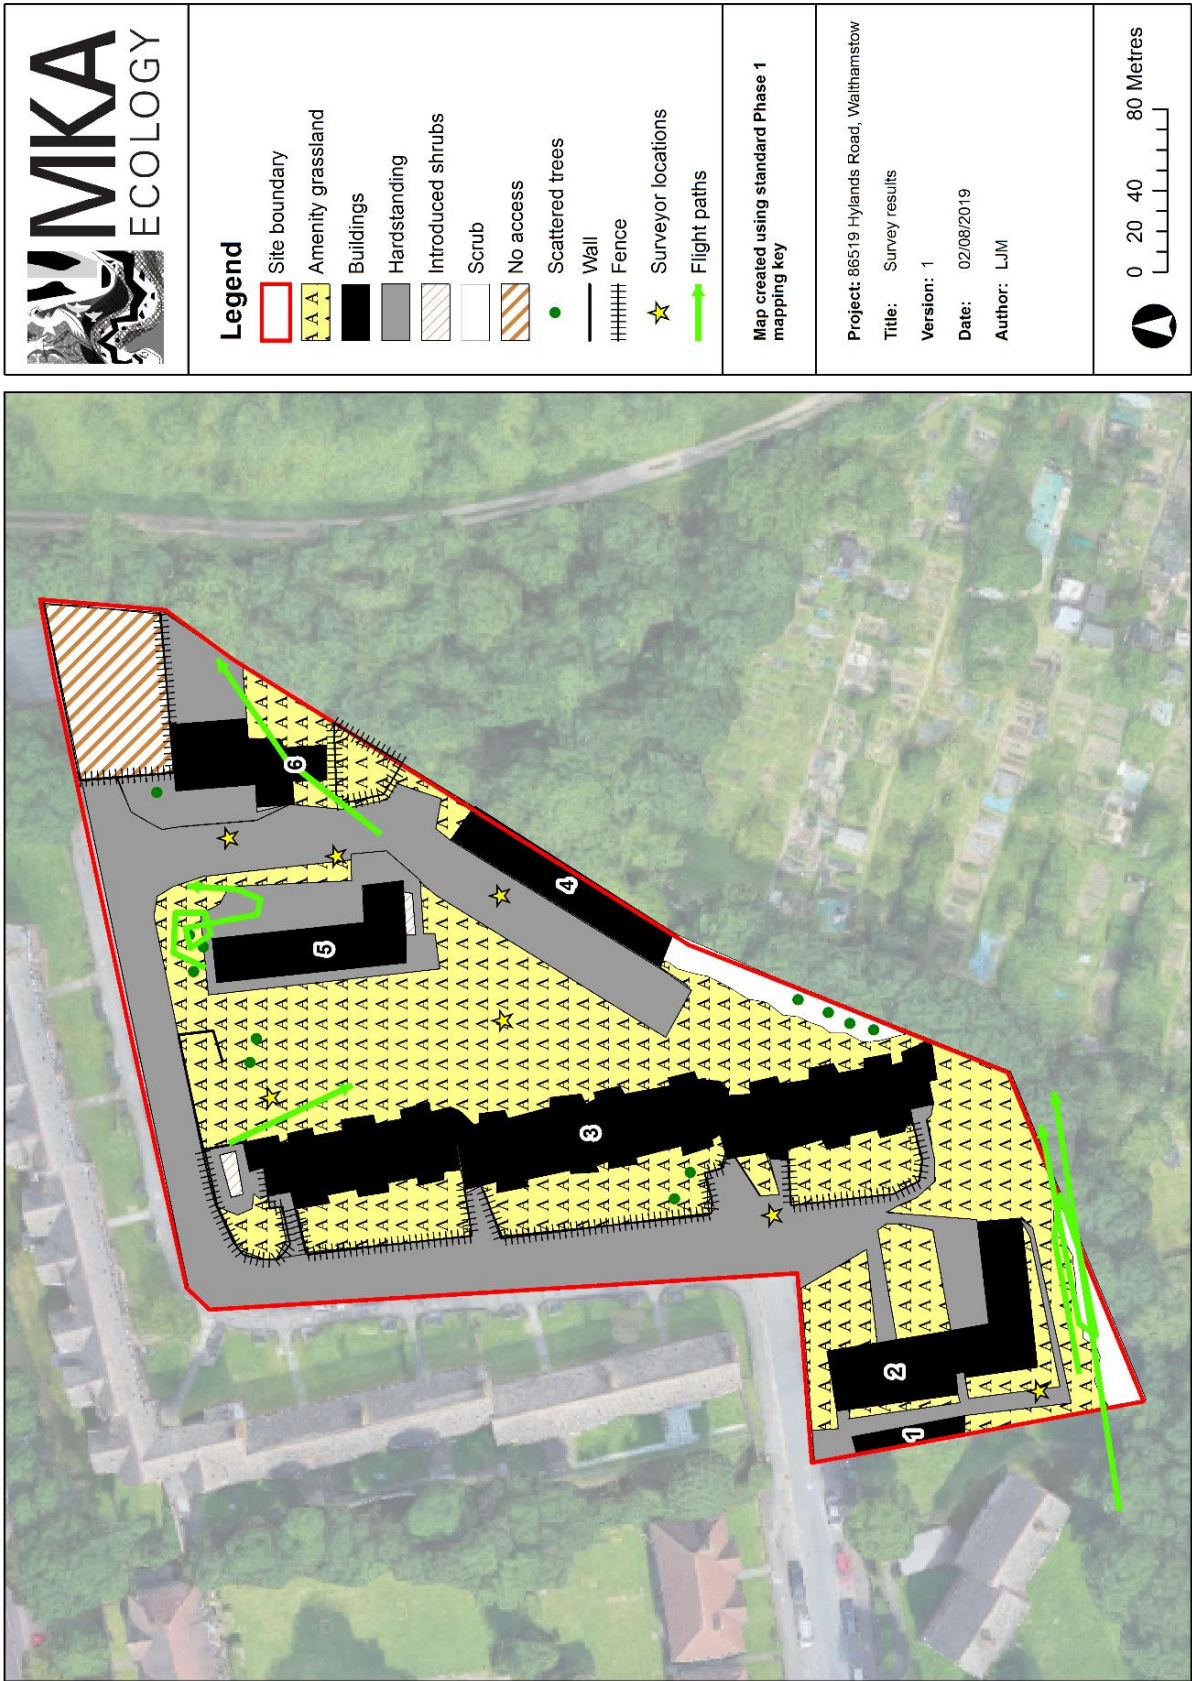 MKA
ECOLOGY
Legend
Site boundary
Amenity grassland
Buildings
Hardstanding
Introduced shrubs
Scrub
No access
Scattered trees
Wall
Fence
Surveyor locations
Flight paths
Map created using standard Phase 1
mapping key
Project: 86519 Hylands Road, Walthamstow
Title: Survey results
Version: 1
Date: 02/08/2019
Author: LJM
0 20 40 80 Metres
1
2
3
4
5
6